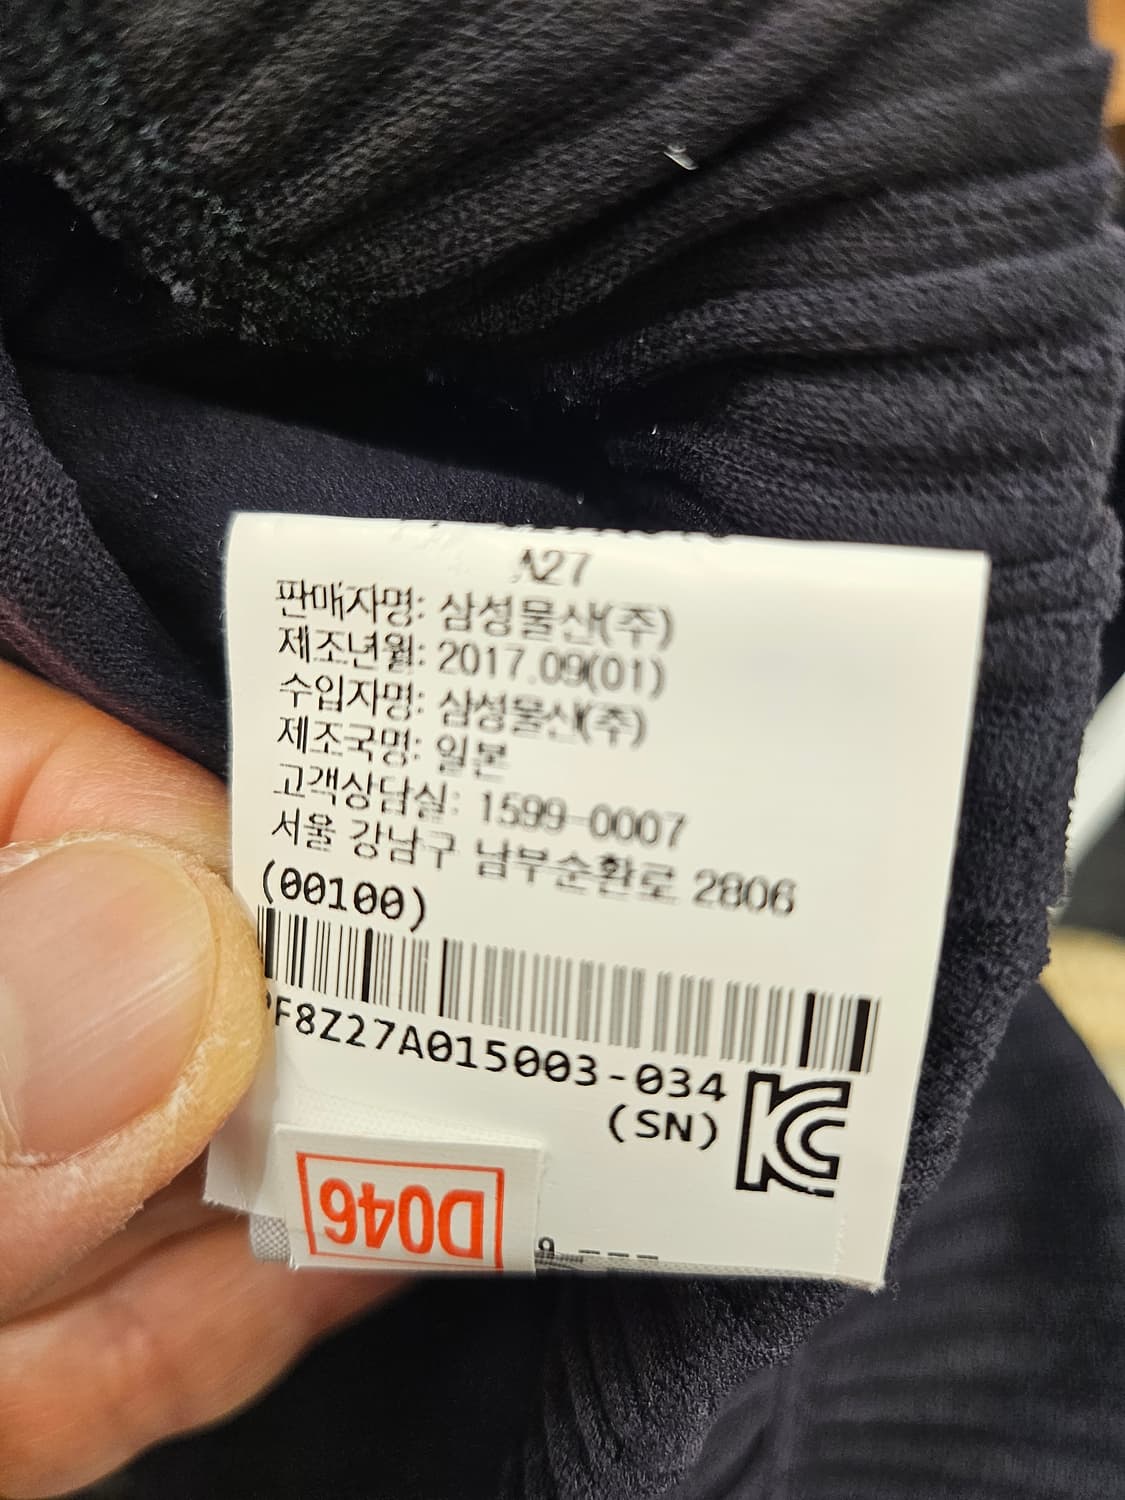 A27
판매자명: 삼성물산(주)
제조년월: 2017.09(01)
수입자명: 삼성물산(주)
제조국명: 일본
고객상담실: 1599-0007
서울 강남구 남부순환로 2806
(00100)
F8Z27A015003-034
(SN)
KC
D046